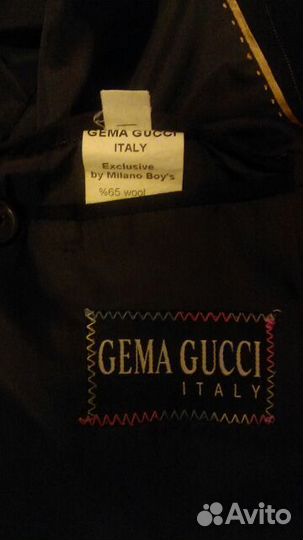 GEMA GUCCI
ITALY
Exclusive
by Milano Boy's
%65 wool
GEMA GUCCI
ITALY
Avito